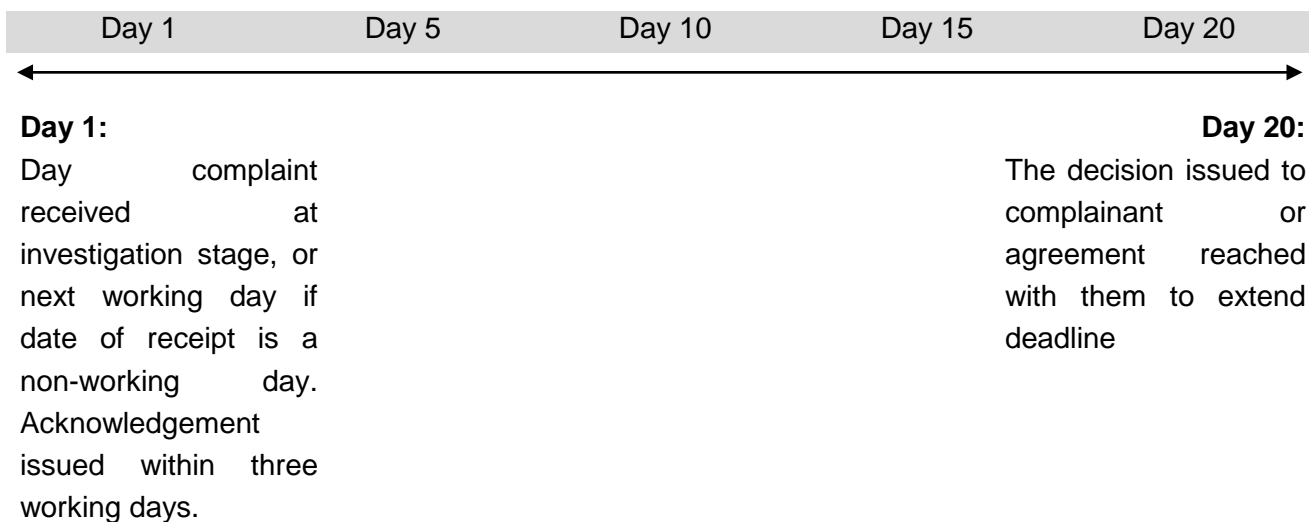 Day 1 Day 5 Day 10 Day 15 Day 20
Day 1:
Day complaint
received at
investigation stage, or
next working day if
date of receipt is a
non-working day.
Acknowledgement
issued within three
working days.
Day 20:
The decision issued to
complainant or
agreement reached
with them to extend
deadline